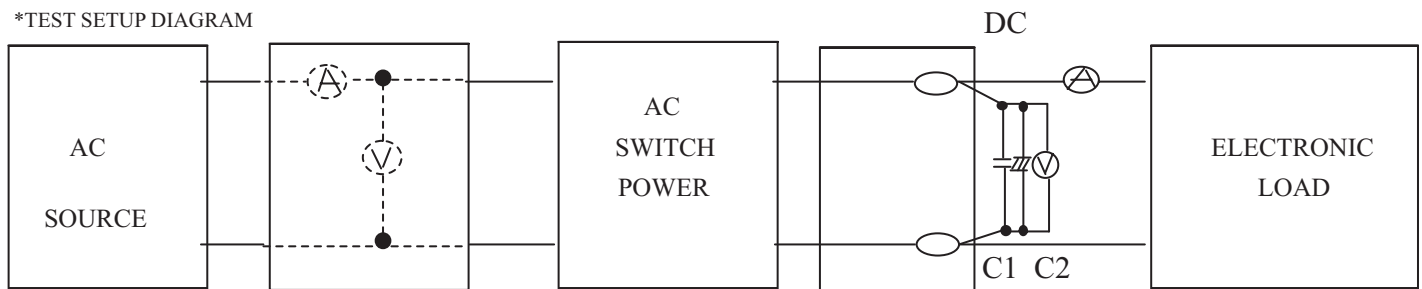 *TEST SETUP DIAGRAM
DC
AC
SOURCE
A
V
AC
SWITCH
POWER
A
V
C1 C2
ELECTRONIC
LOAD